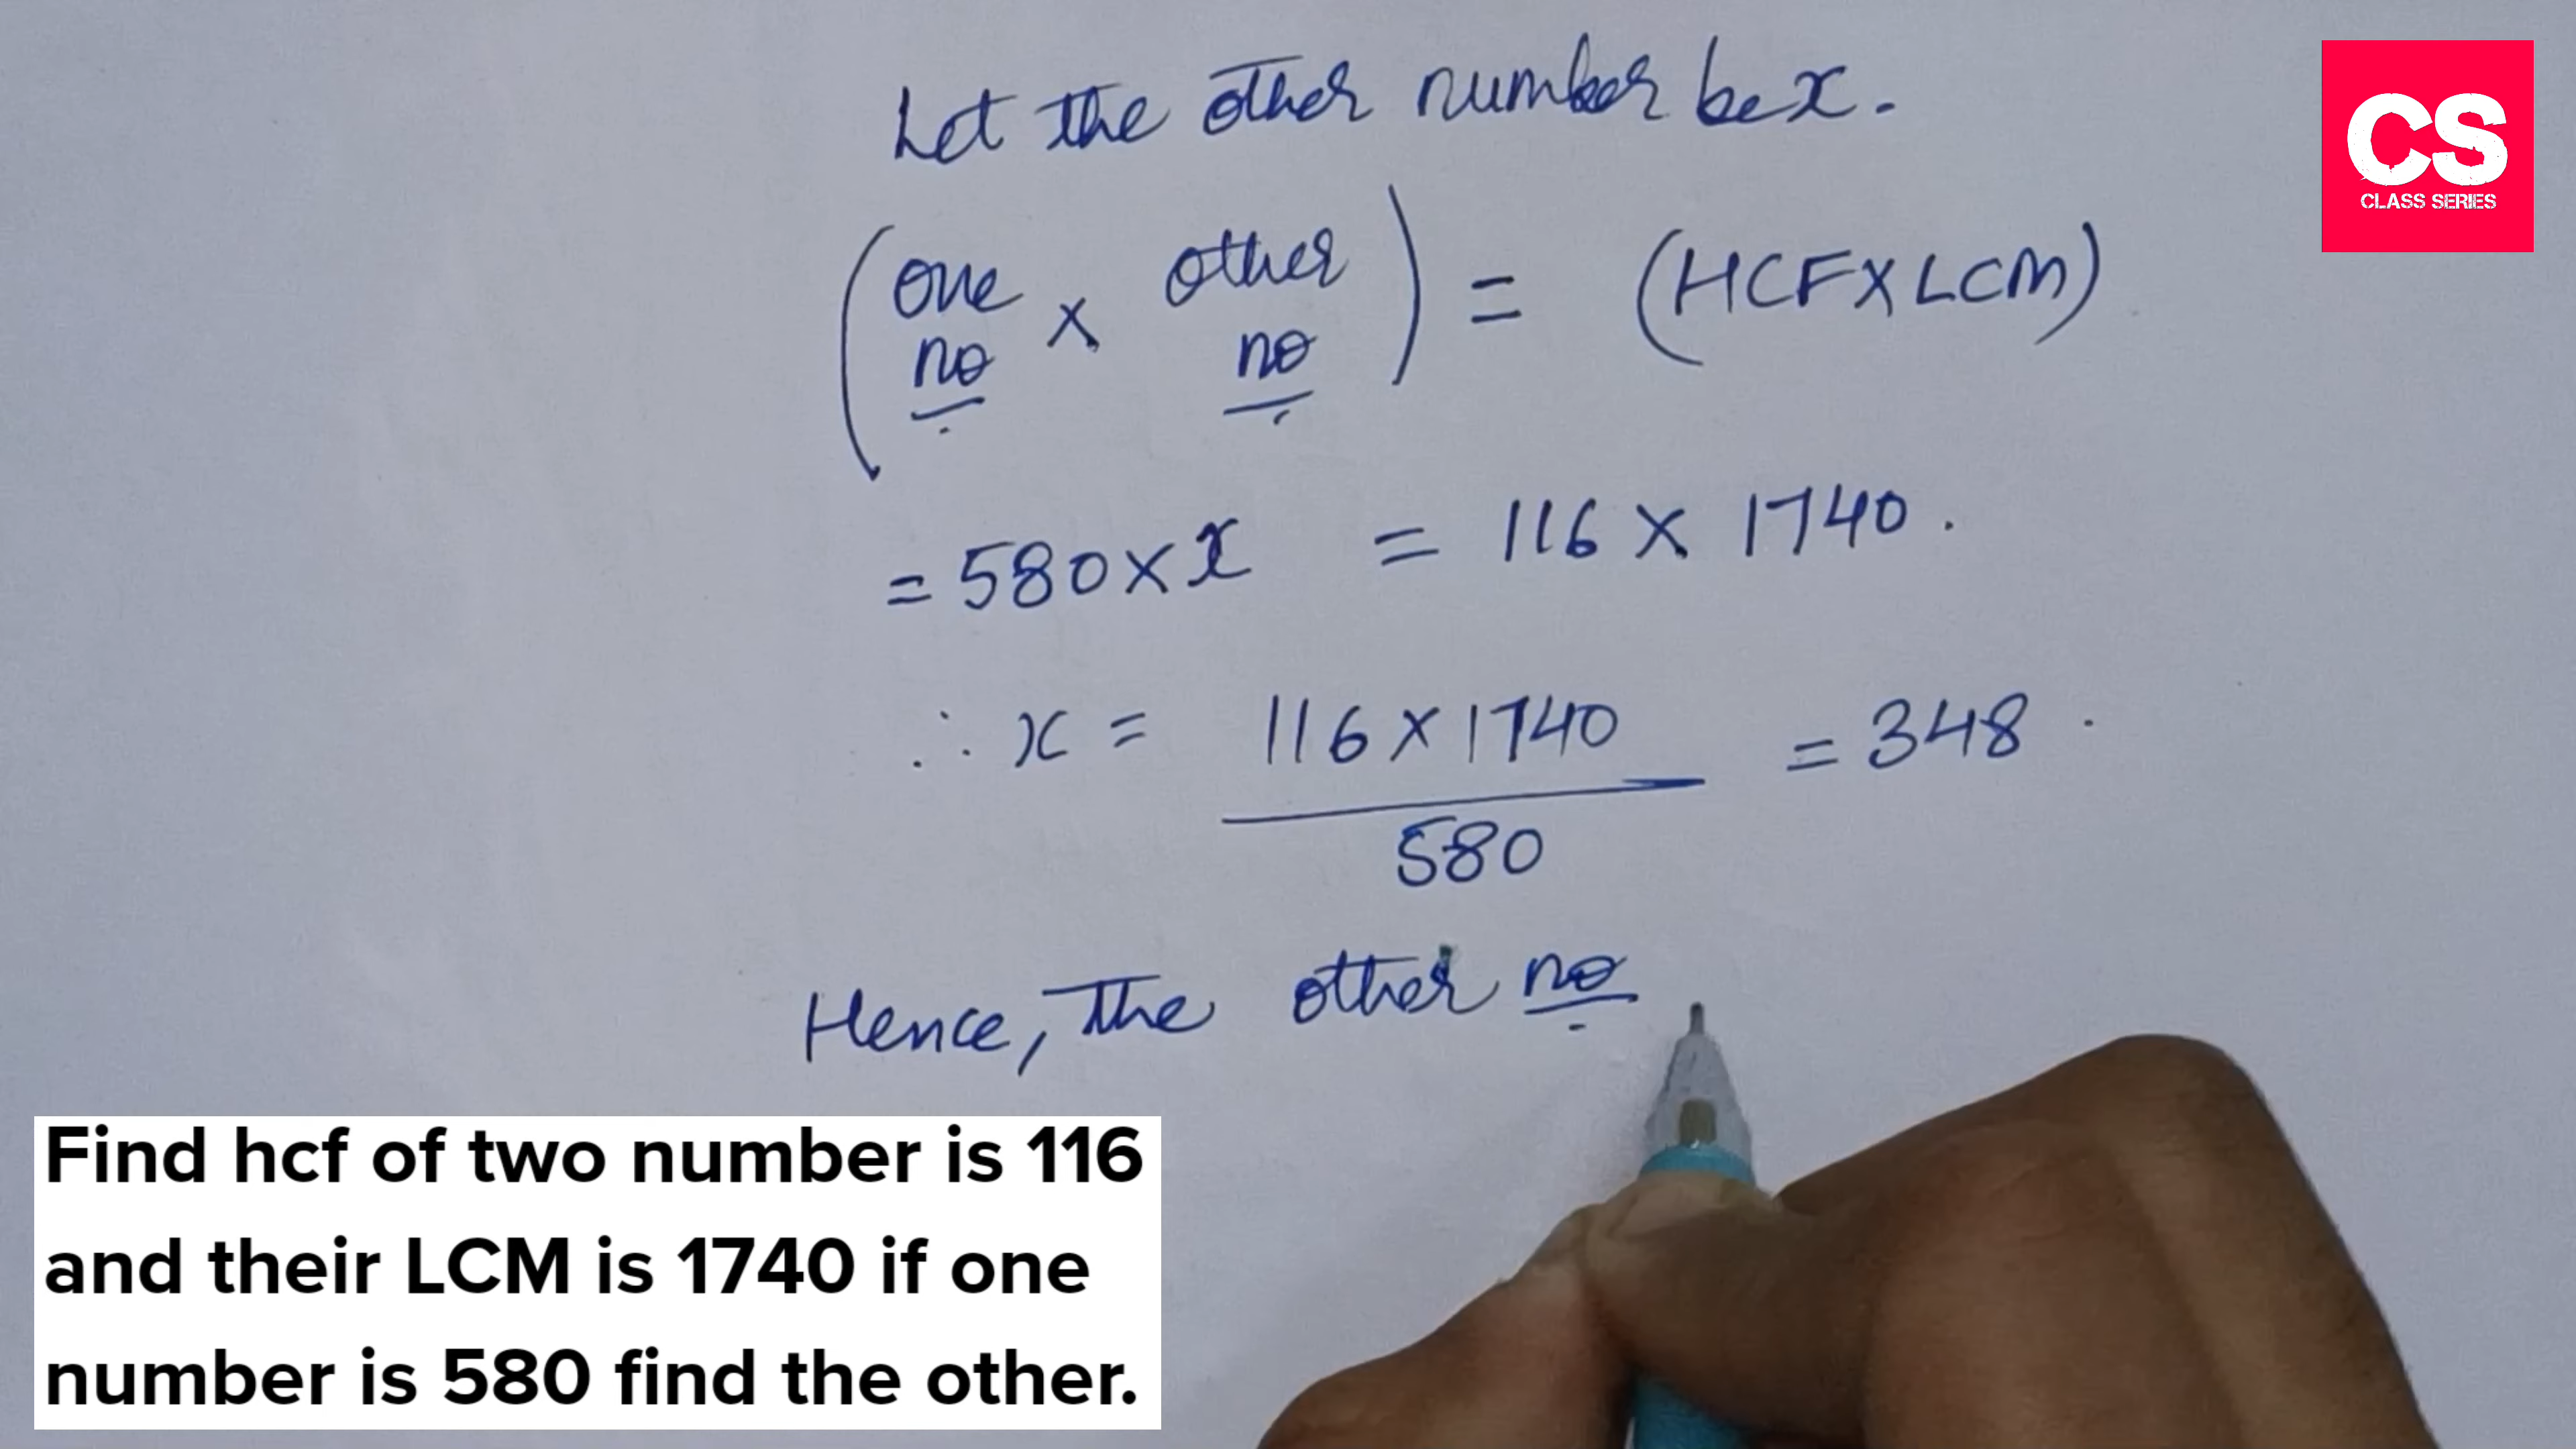 Let the other number be x.
CS
CLASS SERIES
(one no × other no) = (HCF X LCM)
= 580 × x = 116 × 1740.
∴ x = 116 × 1740 / 580 = 348.
Hence, The other no
Find hcf of two number is 116
and their LCM is 1740 if one
number is 580 find the other.